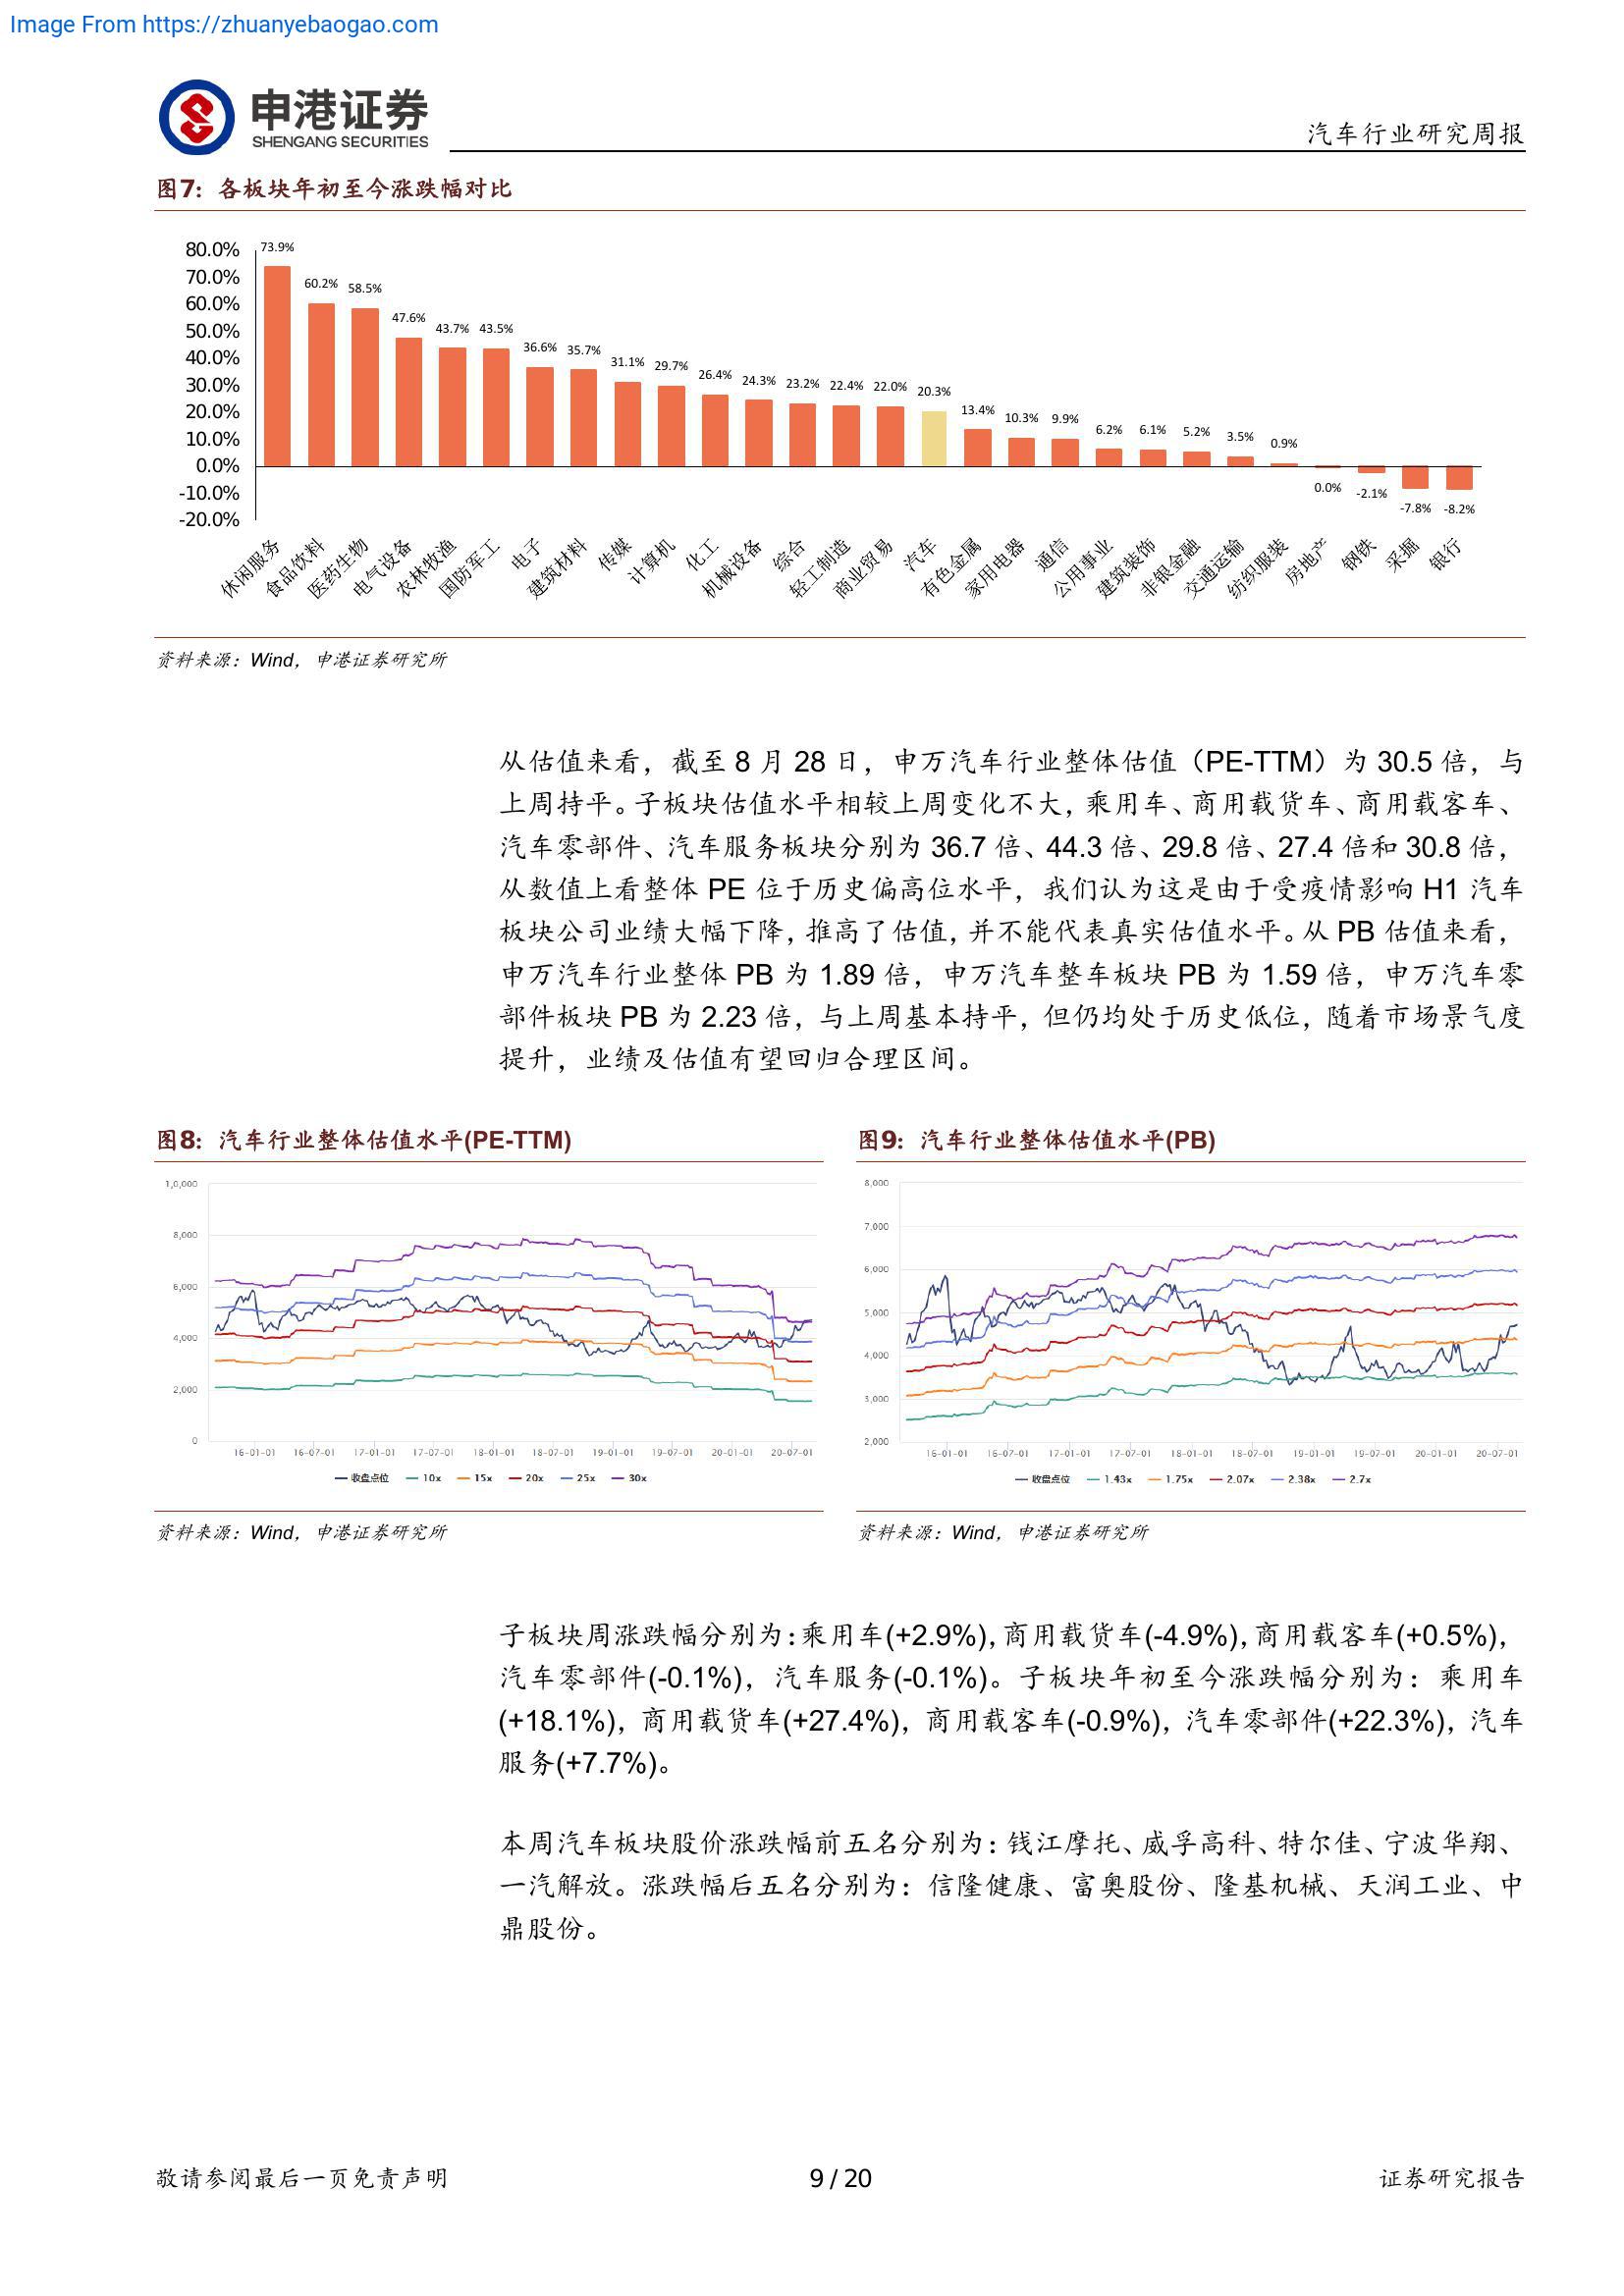 Image From https://zhuanyebaogao.com
申港证券
SHENGANG SECURITIES
汽车行业研究周报
图7：各板块年初至今涨跌幅对比
80.0%
70.0%
60.0%
50.0%
40.0%
30.0%
20.0%
10.0%
0.0%
-10.0%
-20.0%
73.9%
60.2%
58.5%
47.6%
43.7%
43.5%
36.6%
35.7%
31.1%
29.7%
26.4%
24.3%
23.2%
22.4%
22.0%
20.3%
13.4%
10.3%
9.9%
6.2%
6.1%
5.2%
3.5%
0.9%
0.0%
-2.1%
-7.8%
-8.2%
休闲服务
食品饮料
医药生物
电气设备
农林牧渔
国防军工
电子
建筑材料
传媒
计算机
化工
机械设备
综合
轻工制造
商业贸易
汽车
有色金属
家用电器
通信
公用事业
建筑装饰
非银金融
交通运输
纺织服装
房地产
钢铁
采掘
银行
资料来源：Wind，申港证券研究所
从估值来看，截至 8 月 28 日，申万汽车行业整体估值（PE-TTM）为 30.5 倍，与
上周持平。子板块估值水平相较上周变化不大，乘用车、商用载货车、商用载客车、
汽车零部件、汽车服务板块分别为 36.7 倍、44.3 倍、29.8 倍、27.4 倍和 30.8 倍，
从数值上看整体 PE 位于历史偏高位水平，我们认为这是由于受疫情影响 H1 汽车
板块公司业绩大幅下降，推高了估值，并不能代表真实估值水平。从 PB 估值来看，
申万汽车行业整体 PB 为 1.89 倍，申万汽车整车板块 PB 为 1.59 倍，申万汽车零
部件板块 PB 为 2.23 倍，与上周基本持平，但仍均处于历史低位，随着市场景气度
提升，业绩及估值有望回归合理区间。
图8：汽车行业整体估值水平(PE-TTM)
1,0,000
8,000
6,000
4,000
2,000
0
16-01-01 16-07-01 17-01-01 17-07-01 18-01-01 18-07-01 19-01-01 19-07-01 20-01-01 20-07-01
收盘点位 10x 15x 20x 25x 30x
资料来源：Wind，申港证券研究所
图9：汽车行业整体估值水平(PB)
8,000
7,000
6,000
5,000
4,000
3,000
2,000
16-01-01 16-07-01 17-01-01 17-07-01 18-01-01 18-07-01 19-01-01 19-07-01 20-01-01 20-07-01
收盘点位 1.43x 1.75x 2.07x 2.38x 2.7x
资料来源：Wind，申港证券研究所
子板块周涨跌幅分别为：乘用车(+2.9%)，商用载货车(-4.9%)，商用载客车(+0.5%)，
汽车零部件(-0.1%)，汽车服务(-0.1%)。子板块年初至今涨跌幅分别为：乘用车
(+18.1%)，商用载货车(+27.4%)，商用载客车(-0.9%)，汽车零部件(+22.3%)，汽车
服务(+7.7%)。
本周汽车板块股价涨跌幅前五名分别为：钱江摩托、威孚高科、特尔佳、宁波华翔、
一汽解放。涨跌幅后五名分别为：信隆健康、富奥股份、隆基机械、天润工业、中
鼎股份。
敬请参阅最后一页免责声明
9 / 20
证券研究报告